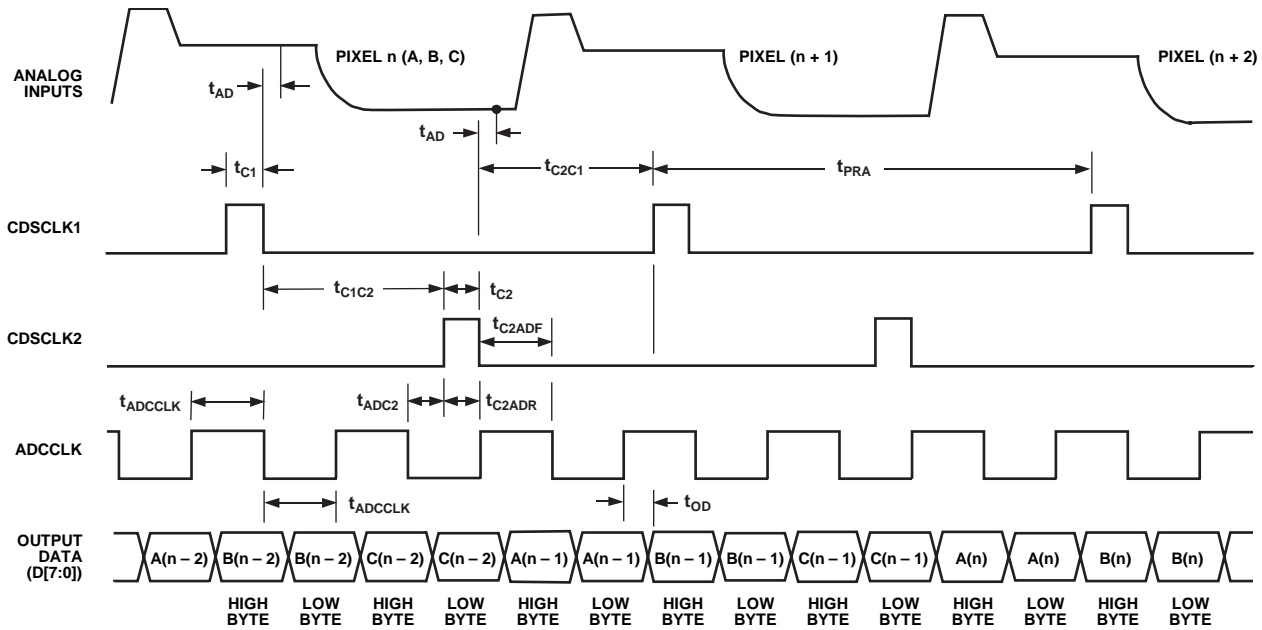 ANALOG
INPUTS
PIXEL n (A, B, C)
PIXEL (n + 1)
PIXEL (n + 2)
tAD
tAD
tC1
tC2C1
tPRA
CDSCLK1
tC1C2
tC2
CDSCLK2
tC2ADF
tADCCLK
tADC2
tC2ADR
ADCCLK
tADCCLK
tOD
OUTPUT
DATA
(D[7:0])
A(n – 2) B(n – 2) B(n – 2) C(n – 2) C(n – 2) A(n – 1) A(n – 1) B(n – 1) B(n – 1) C(n – 1) C(n – 1) A(n) A(n) B(n) B(n)
HIGH LOW HIGH LOW HIGH LOW HIGH LOW HIGH LOW HIGH LOW HIGH LOW
BYTE BYTE BYTE BYTE BYTE BYTE BYTE BYTE BYTE BYTE BYTE BYTE BYTE BYTE